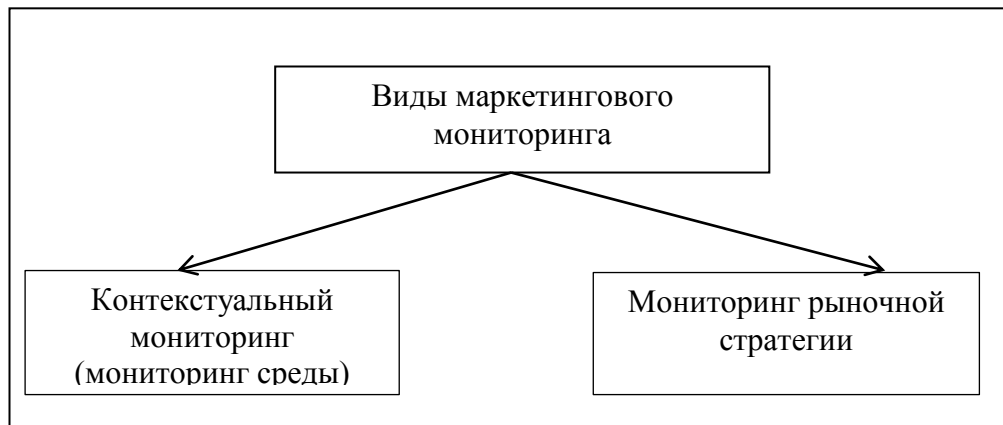 Виды маркетингового
мониторинга
Контекстуальный
мониторинг
(мониторинг среды)
Мониторинг рыночной
стратегии